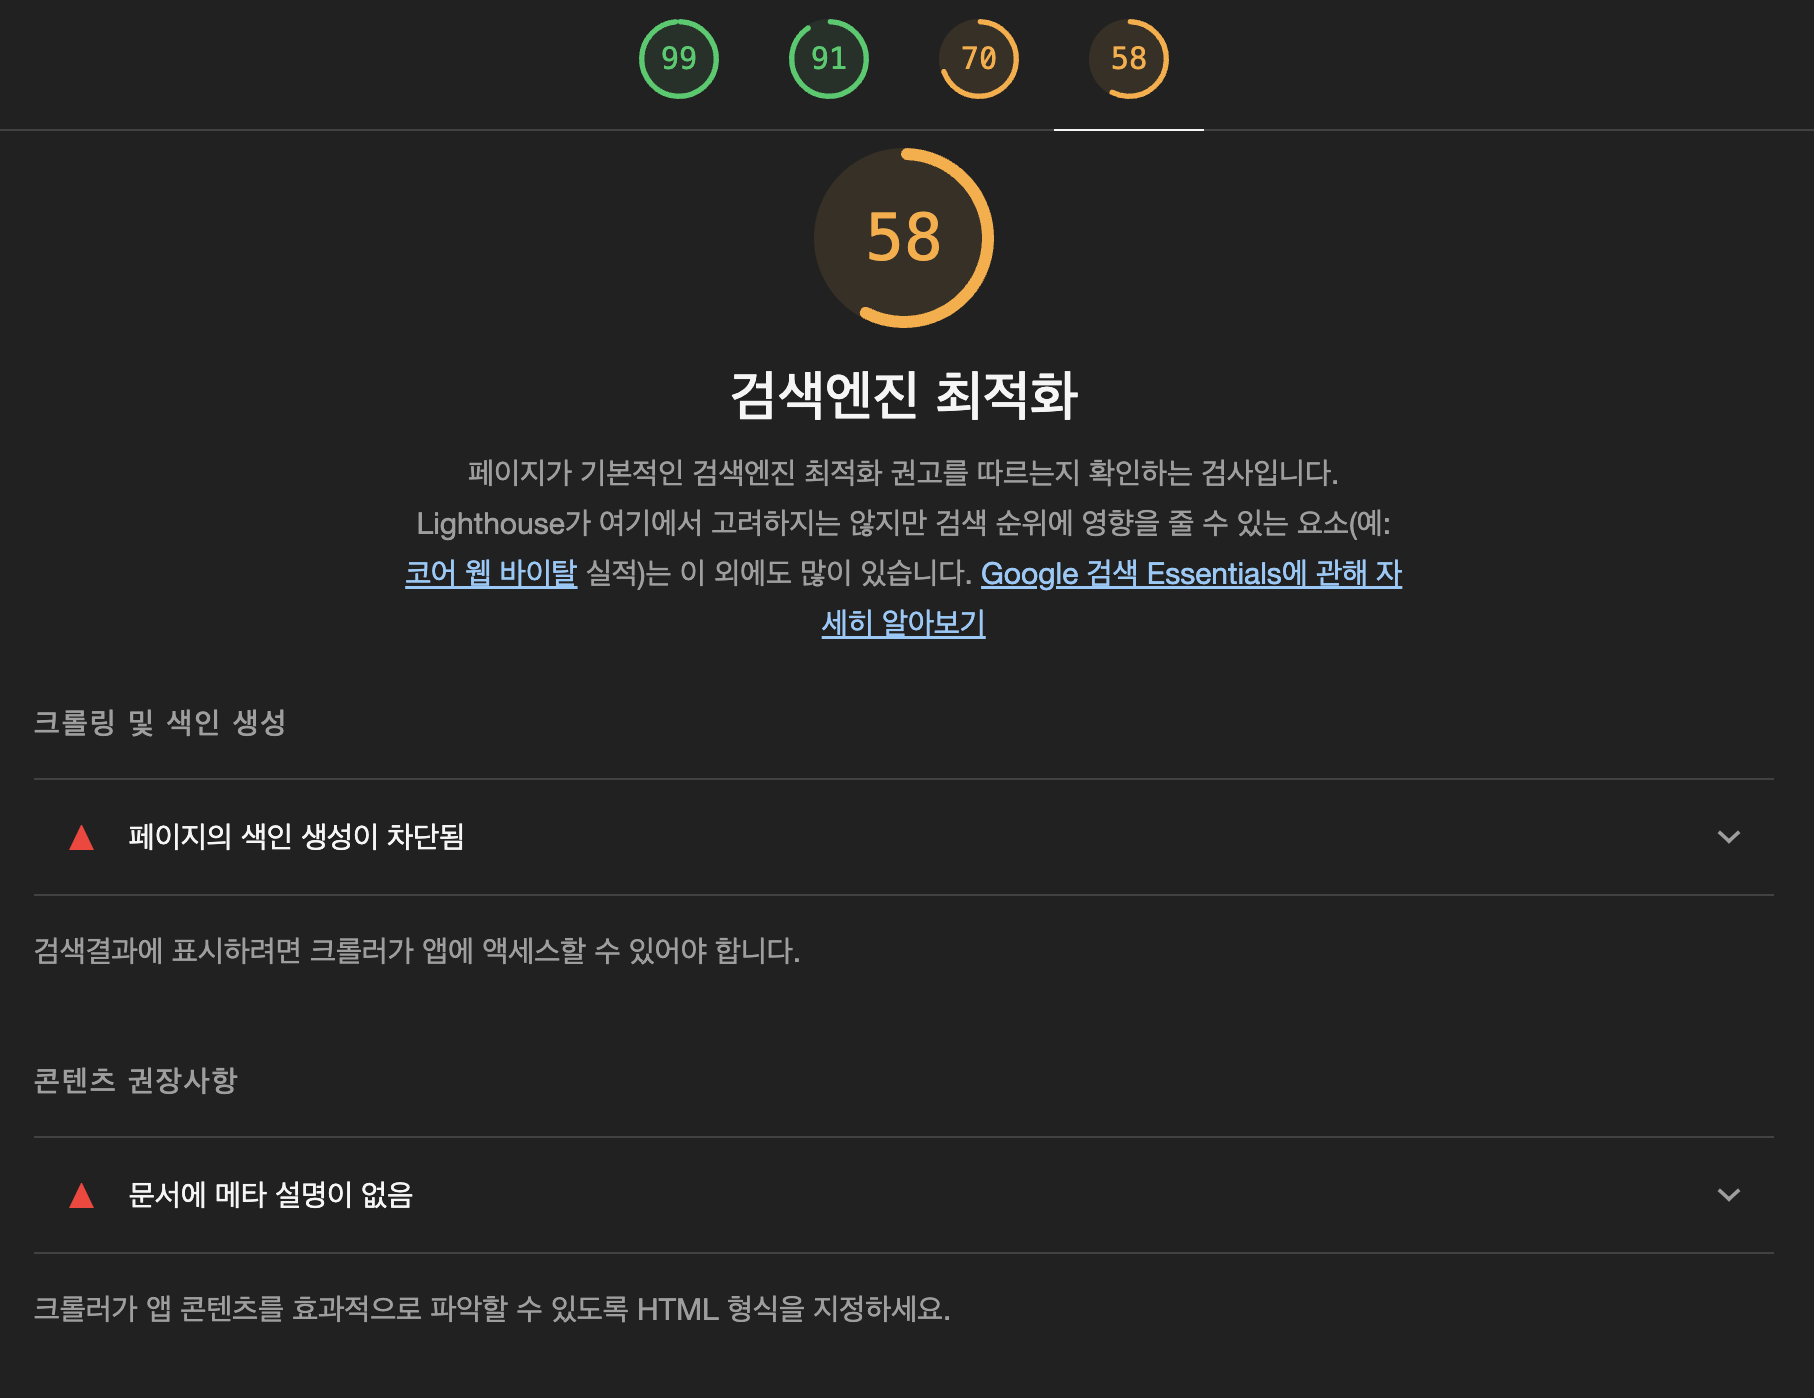 99
91
70
58
58
검색엔진 최적화
페이지가 기본적인 검색엔진 최적화 권고를 따르는지 확인하는 검사입니다.
Lighthouse가 여기에서 고려하지는 않지만 검색 순위에 영향을 줄 수 있는 요소(예:
코어 웹 바이탈 실적)는 이 외에도 많이 있습니다. Google 검색 Essentials에 관해 자
세히 알아보기
크롤링 및 색인 생성
페이지의 색인 생성이 차단됨
검색결과에 표시하려면 크롤러가 앱에 액세스할 수 있어야 합니다.
콘텐츠 권장사항
문서에 메타 설명이 없음
크롤러가 앱 콘텐츠를 효과적으로 파악할 수 있도록 HTML 형식을 지정하세요.